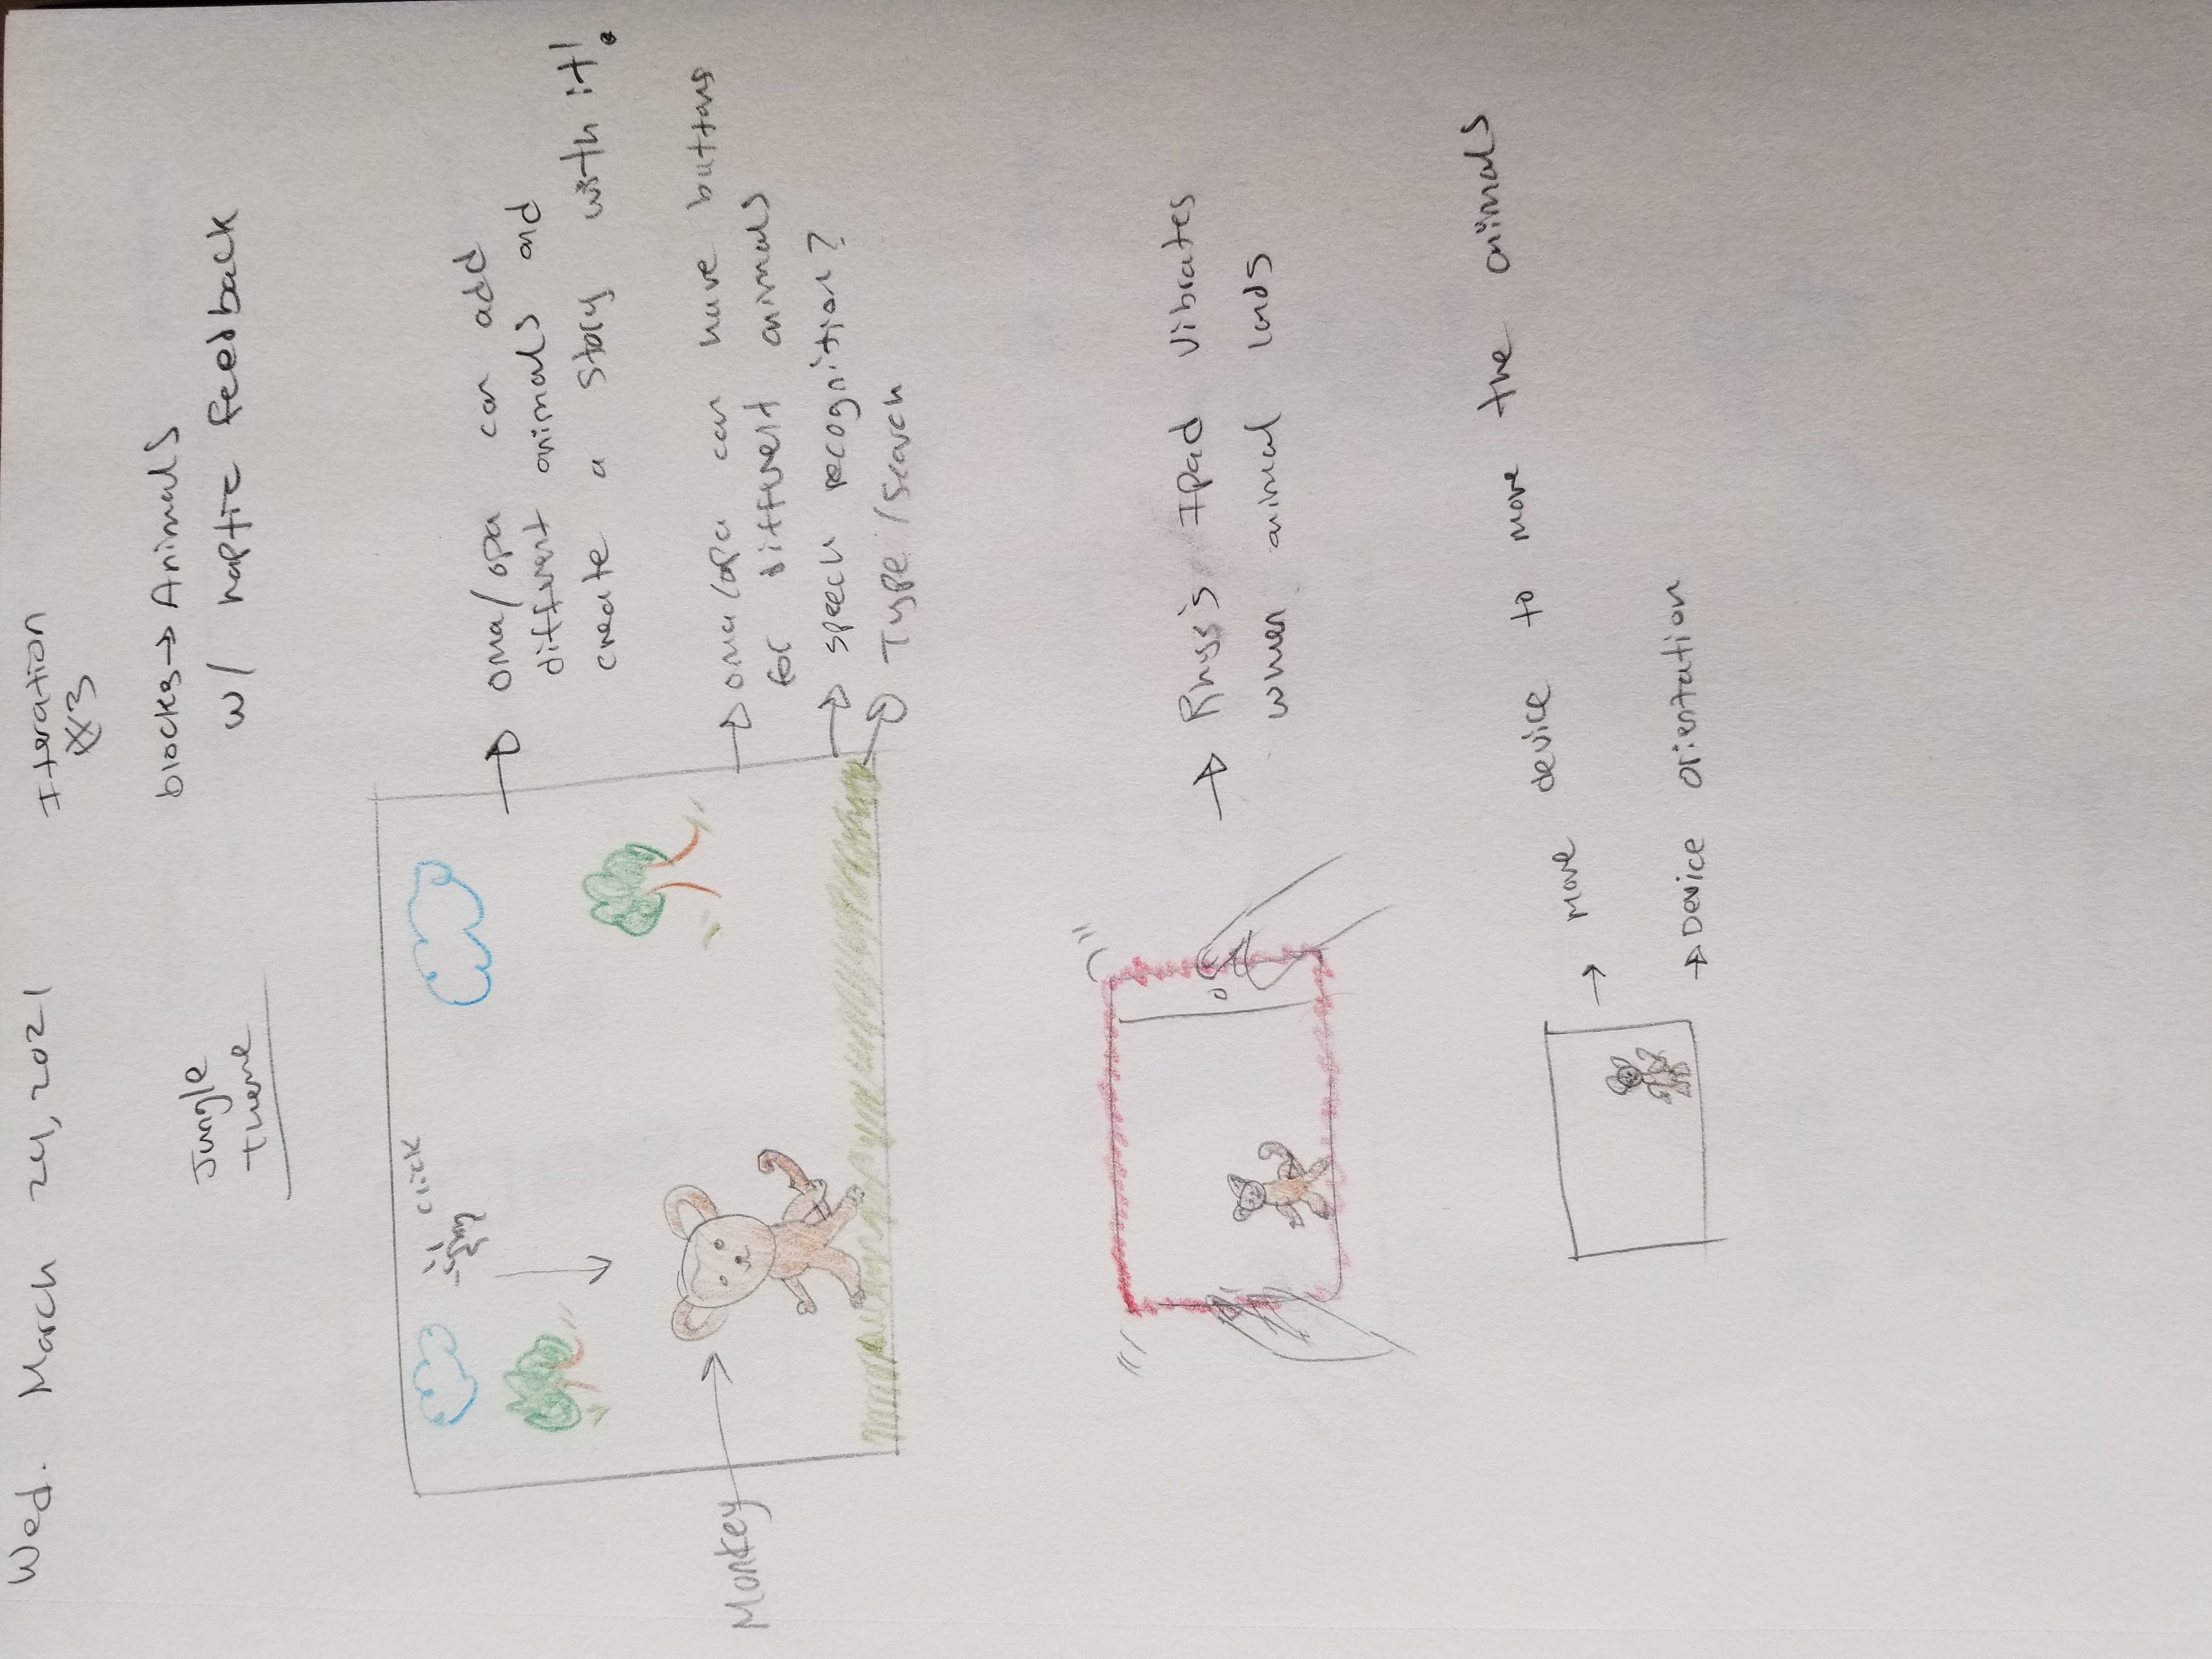 Wed. March 24, 2021
Iteration
#3
blocks → Animals
w/ haptic feedback
Jungle
Theme
click
Monkey
→ oma/opa can add
different animals and
create a story with it!
→ oma/opa can have buttons
for different animals
→ speech recognition?
→ Type/Search
→ Rhys's Ipad vibrates
when animal lands
→ Move device to move the animals
→ Device orientation